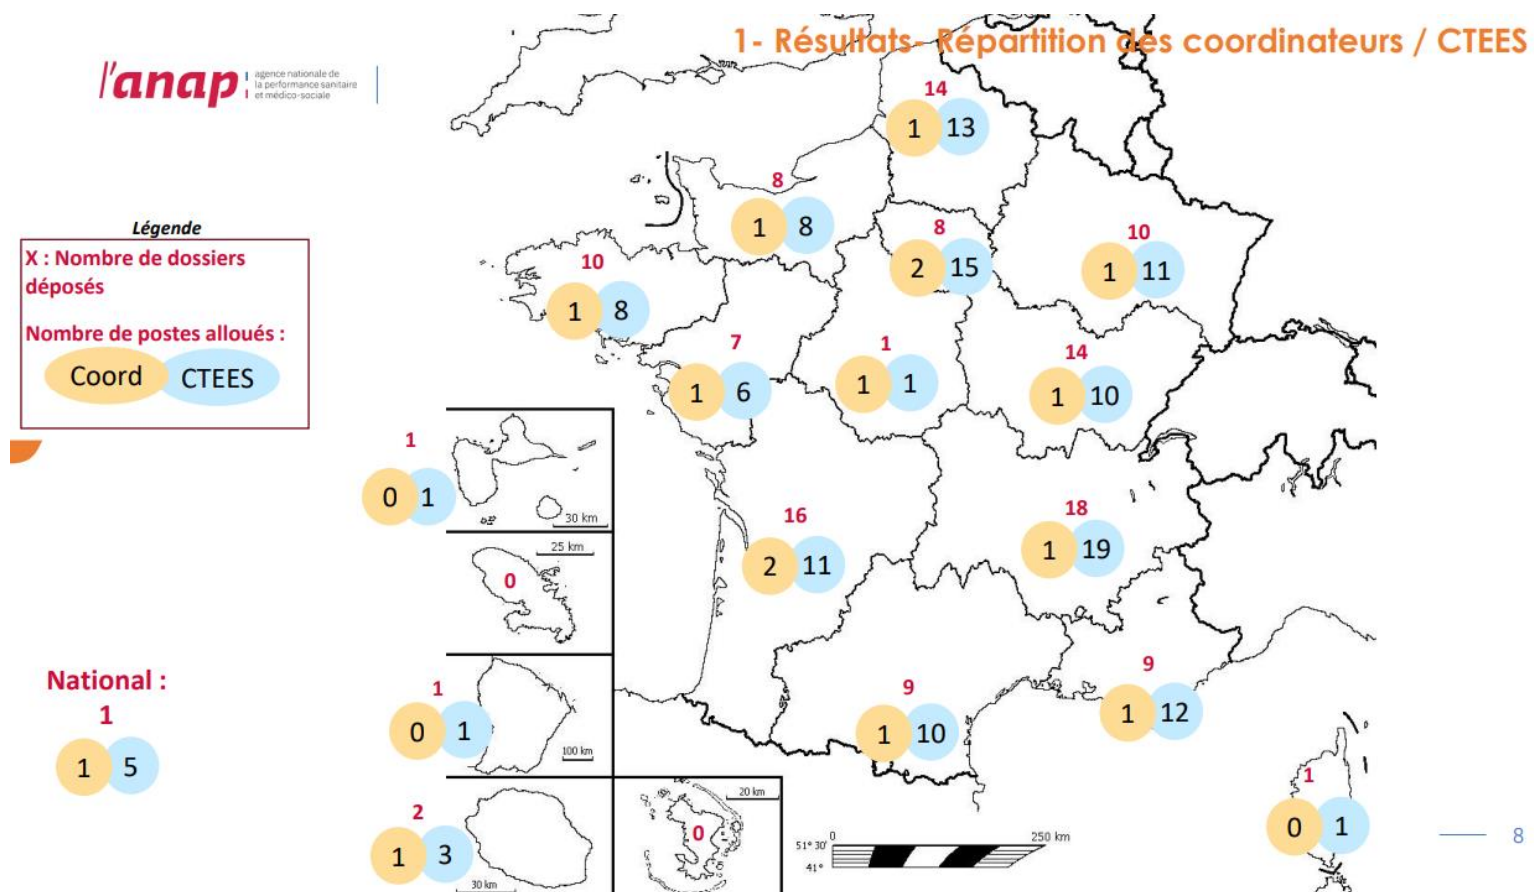 1- Résultats- Répartition des coordinateurs / CTEES
l'anap
agence nationale de
la performance sanitaire
et médico-sociale
Légende
X : Nombre de dossiers
déposés
Nombre de postes alloués :
Coord CTEES
14
1 13
8
1 8
8
2 15
10
1 11
10
1 8
7
1 6
1
1 1
14
1 10
1
0 1
30 km
16
2 11
18
1 19
25 km
0
National :
1
1 5
1
0 1
100 km
9
1 10
9
1 12
2
1 3
30 km
20 km
0
51° 30'
41°
0
250 km
1
0 1
8